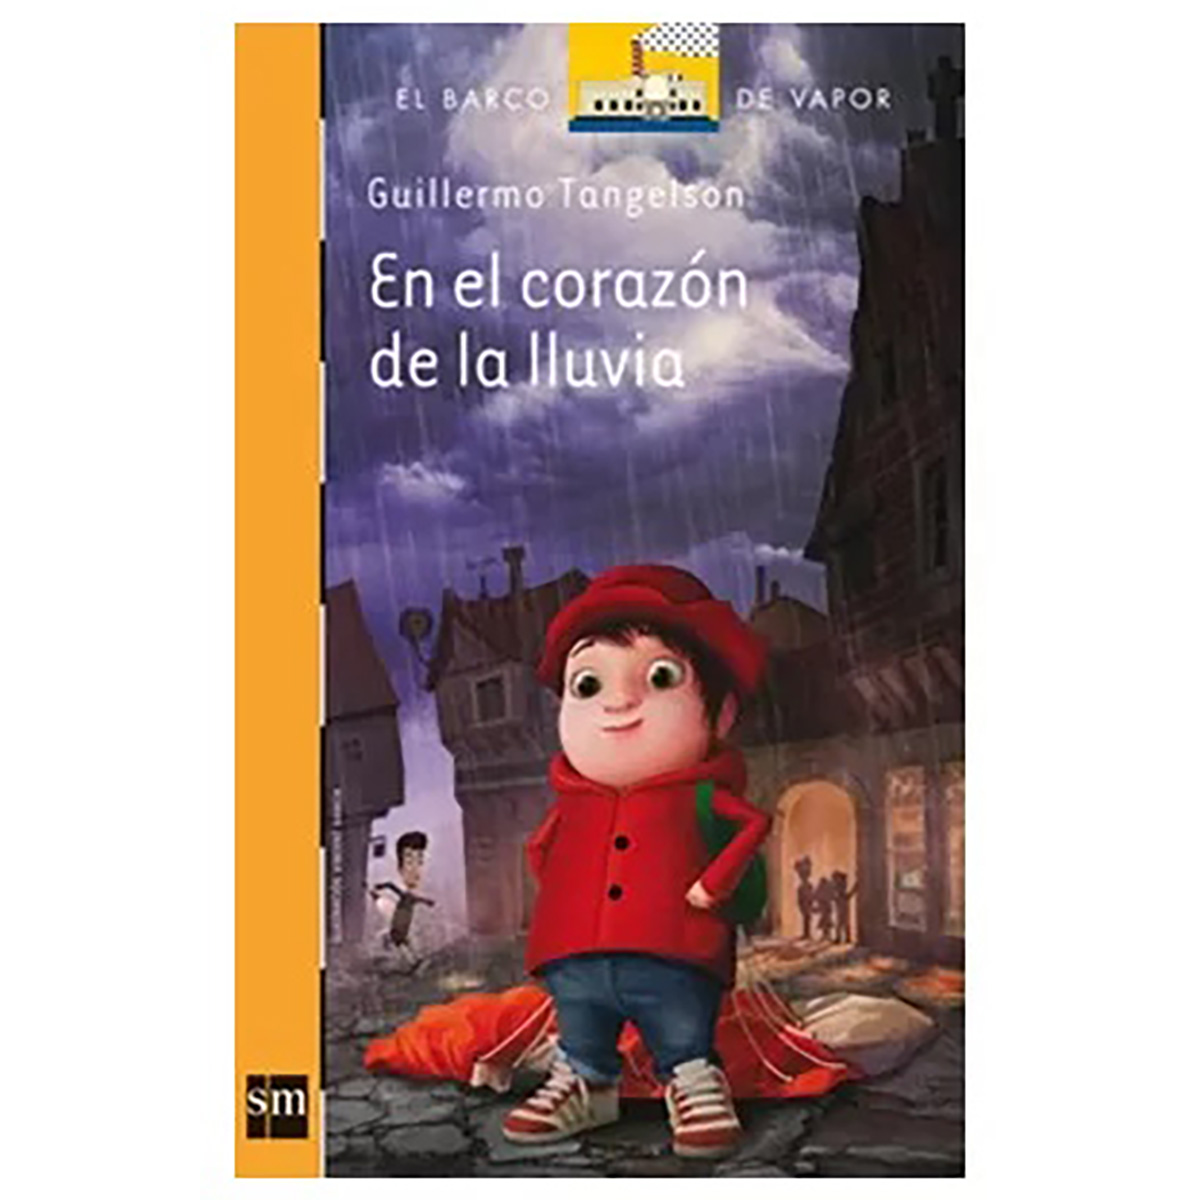 EL BARCO DE VAPOR
Guillermo Tangelson
En el corazón
de la lluvia
sm